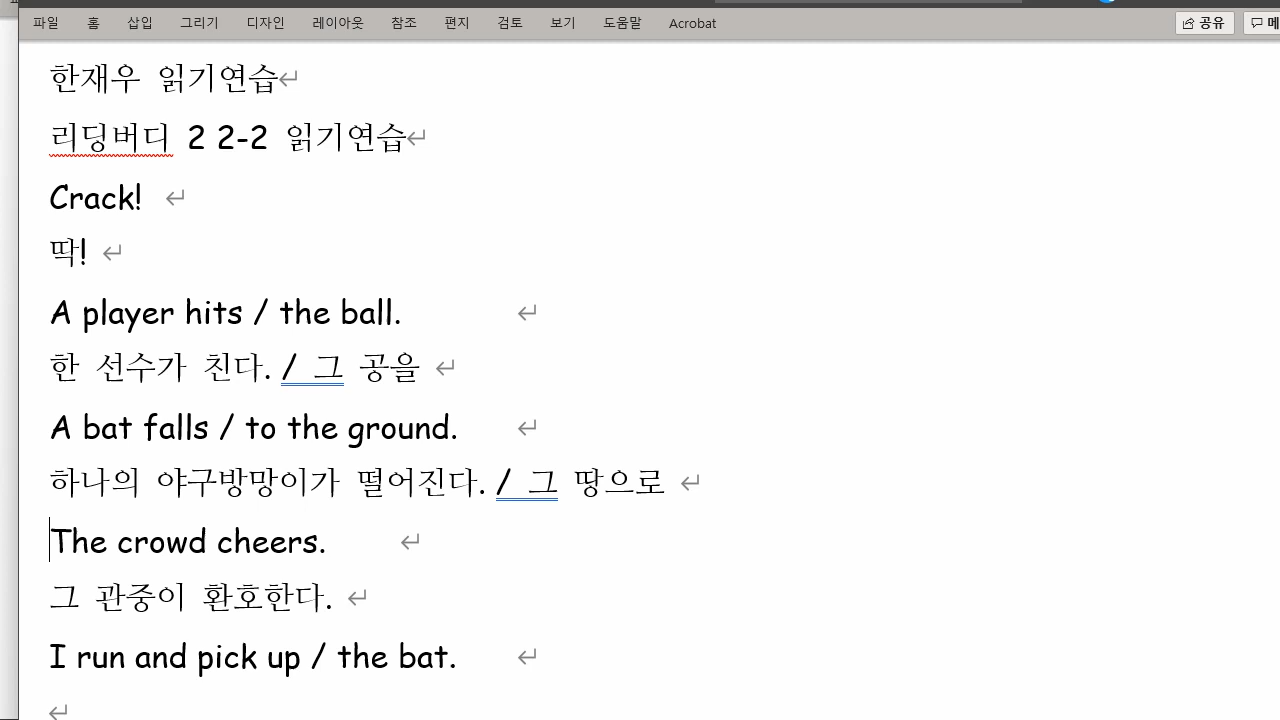 파일 홈 삽입 그리기 디자인 레이아웃 참조 편지 검토 보기 도움말 Acrobat 공유 메
한재우 읽기연습
리딩버디 2 2-2 읽기연습
Crack!
딱!
A player hits / the ball.
한 선수가 친다. / 그 공을
A bat falls / to the ground.
하나의 야구방망이가 떨어진다. / 그 땅으로
The crowd cheers.
그 관중이 환호한다.
I run and pick up / the bat.